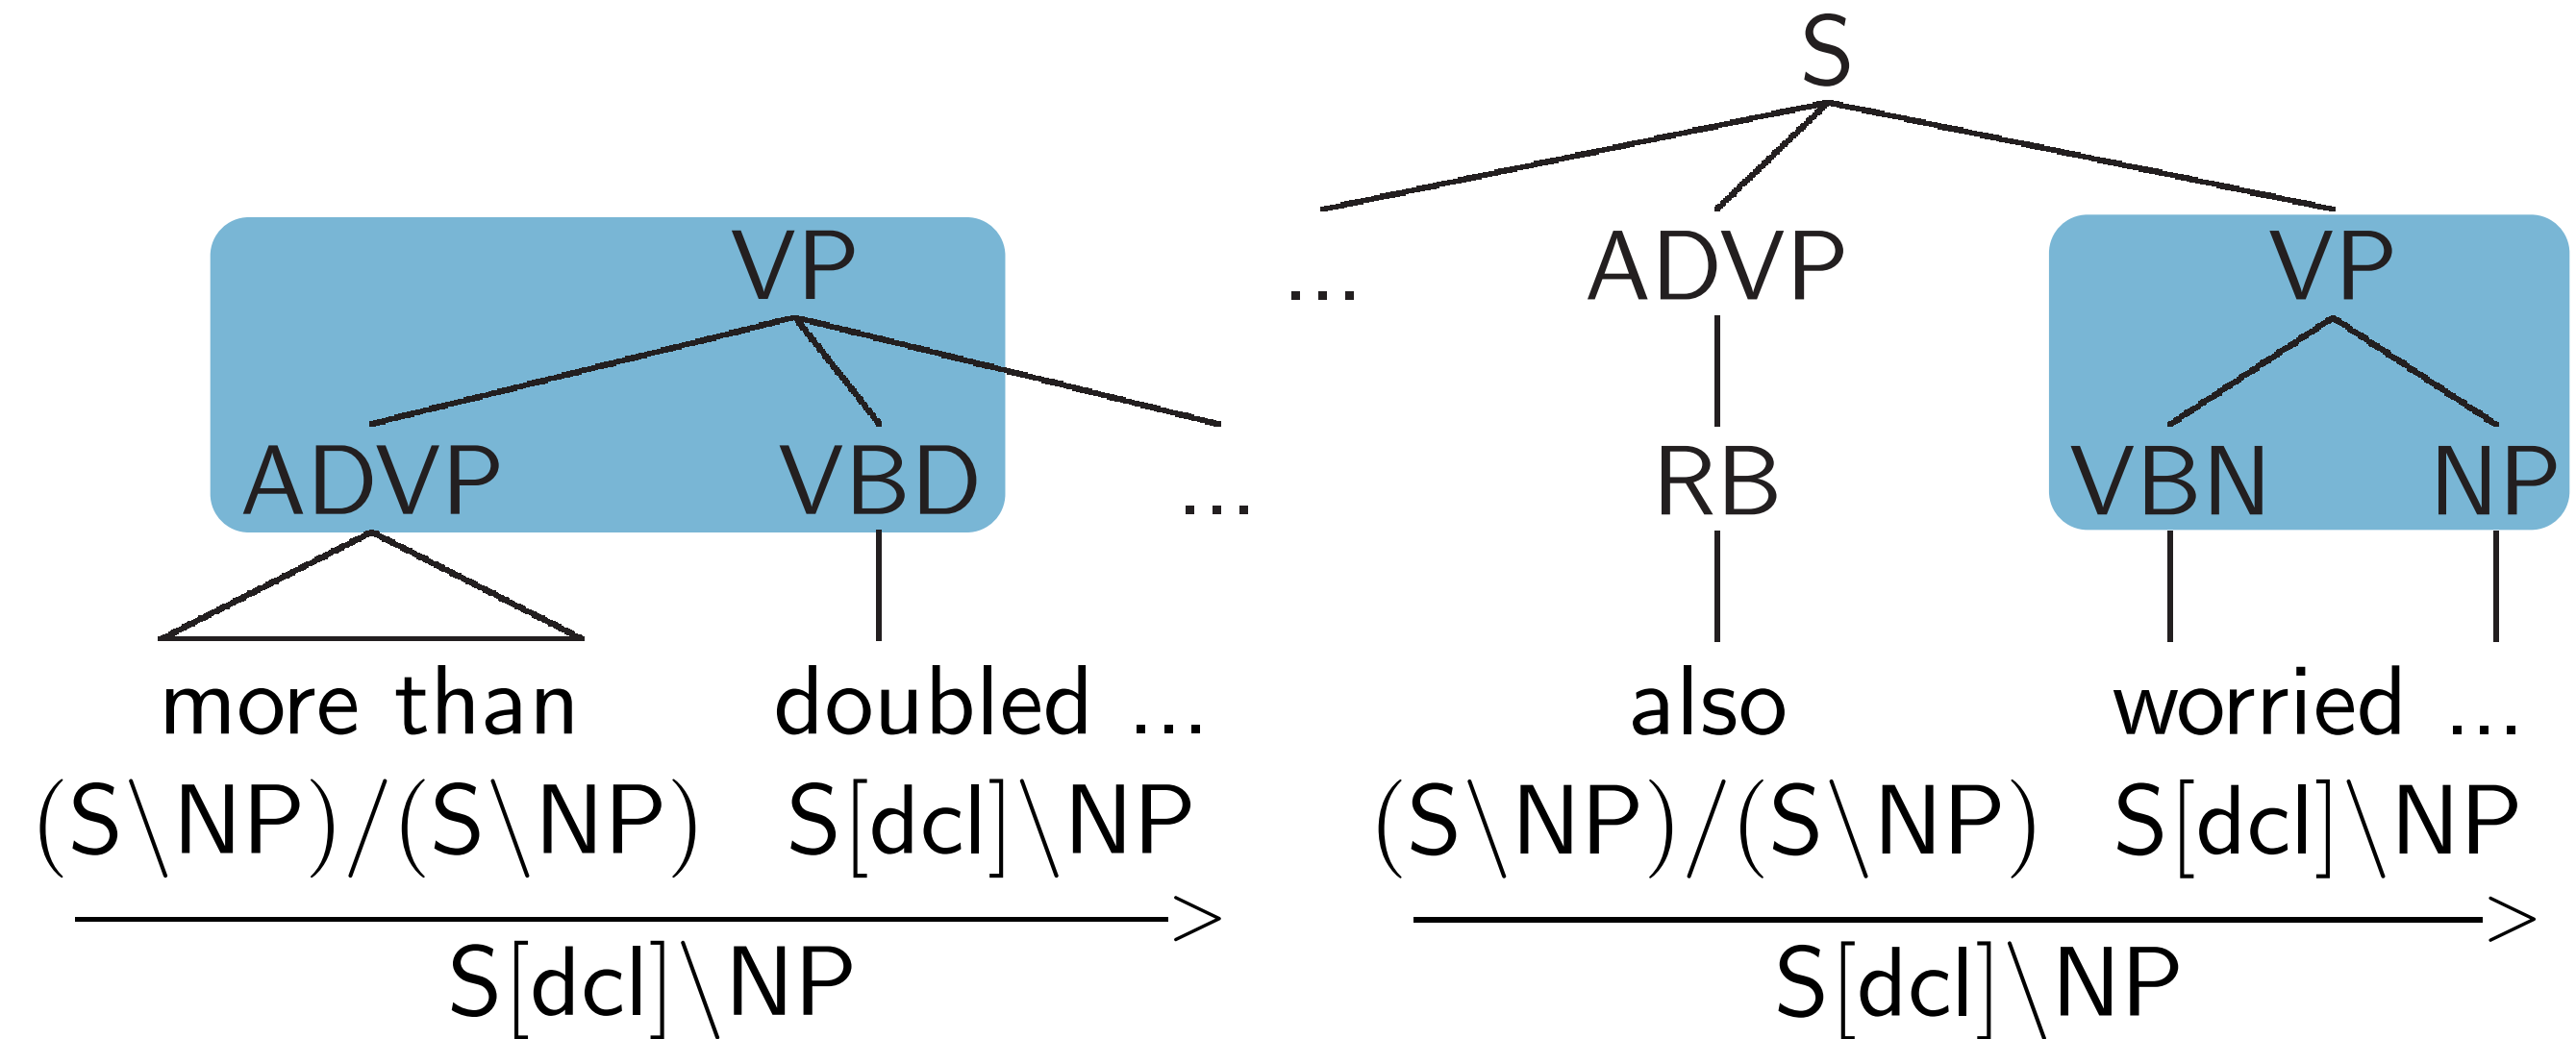 S
VP ... ADVP VP
ADVP VBD ... RB VBN NP
more than doubled ... also worried ...
(S\NP)/(S\NP) S[dcl]\NP (S\NP)/(S\NP) S[dcl]\NP
> >
S[dcl]\NP S[dcl]\NP